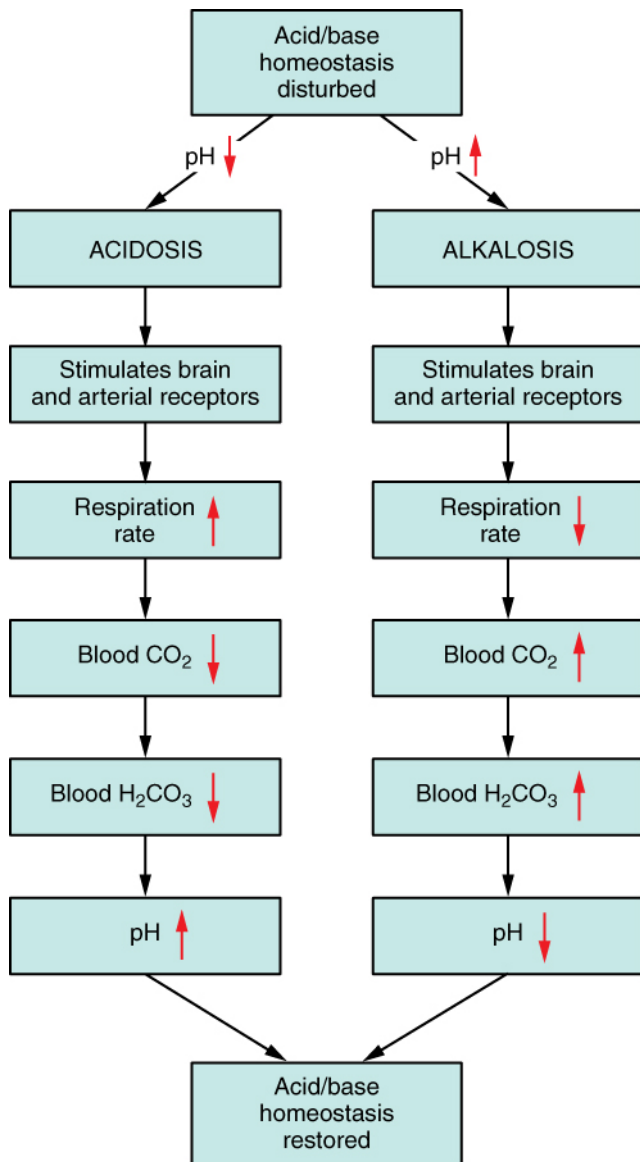 Acid/base
homeostasis
disturbed
pH
pH
ACIDOSIS
ALKALOSIS
Stimulates brain
and arterial receptors
Stimulates brain
and arterial receptors
Respiration
rate
Respiration
rate
Blood CO₂
Blood CO₂
Blood H₂CO₃
Blood H₂CO₃
pH
pH
Acid/base
homeostasis
restored